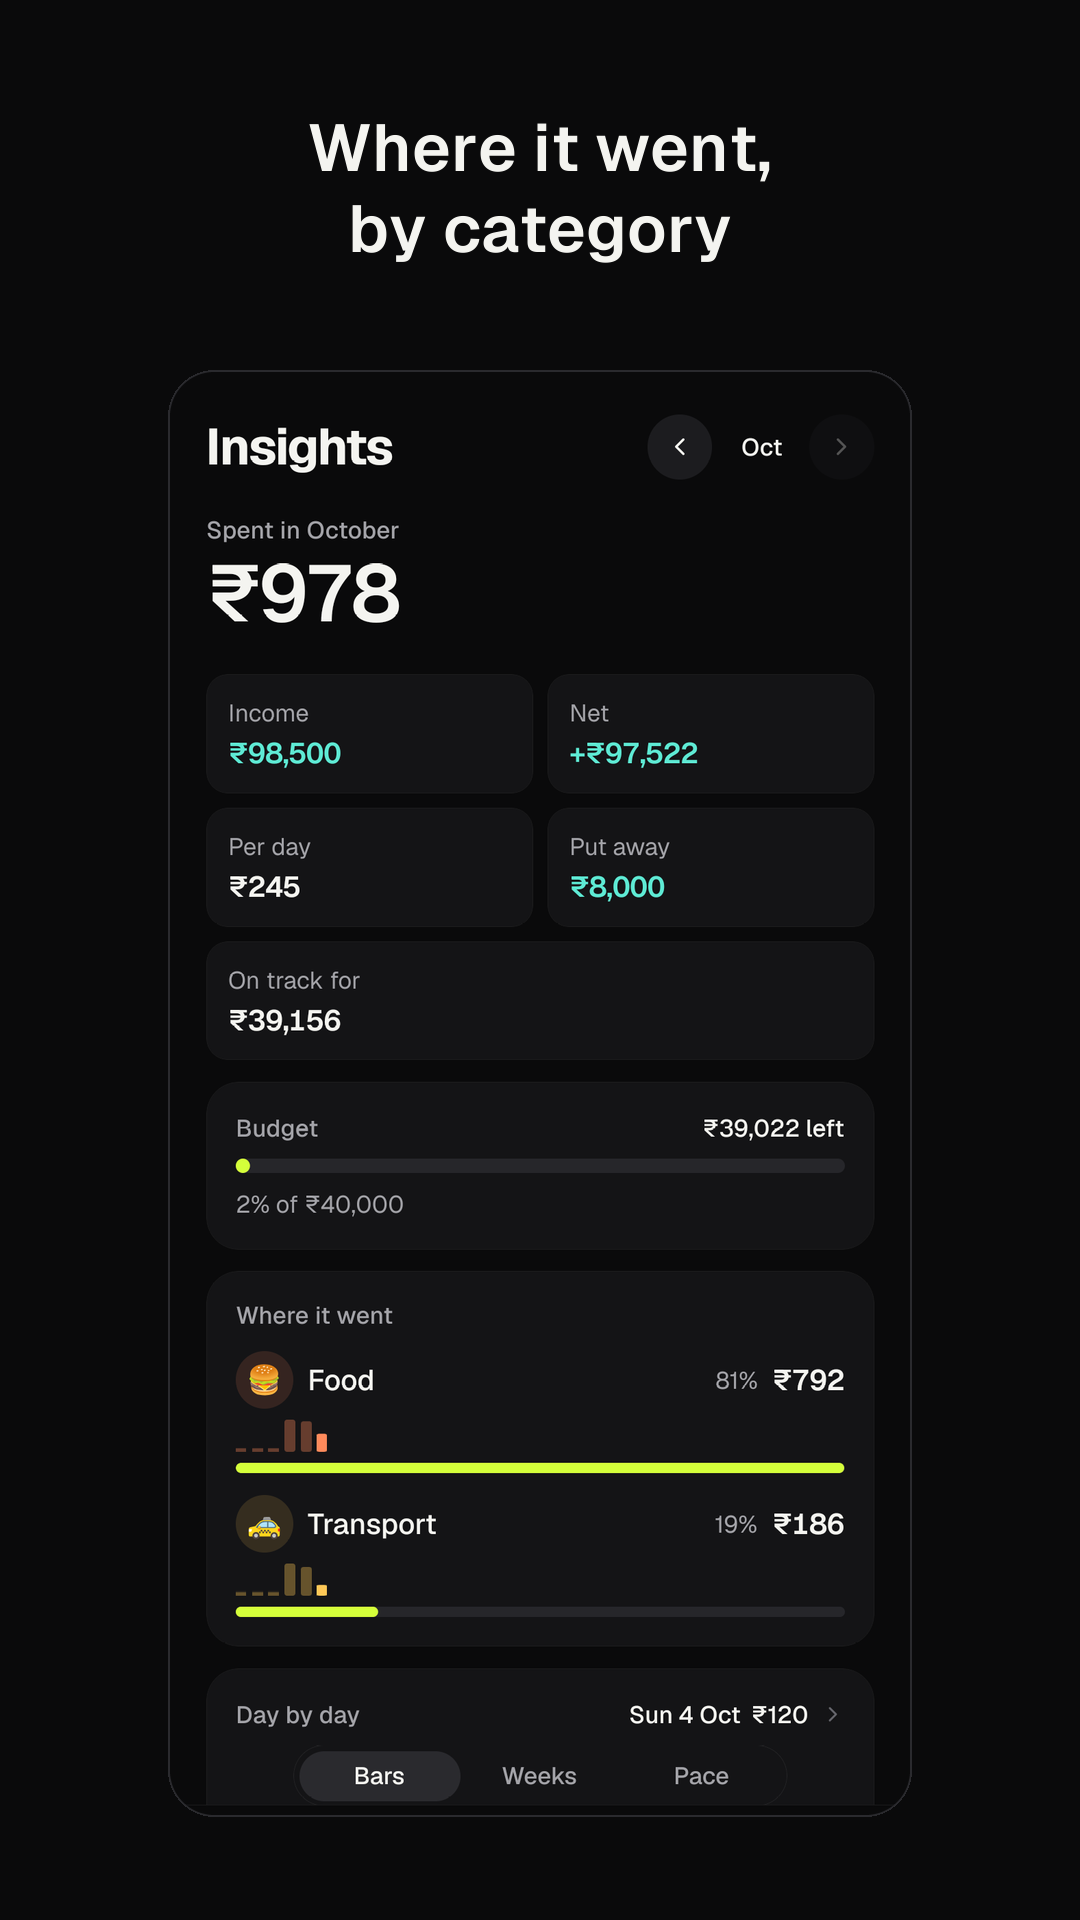 Where it went,
by category
Insights
Oct
Spent in October
₹978
Income
₹98,500
Net
+₹97,522
Per day
₹245
Put away
₹8,000
On track for
₹39,156
Budget
₹39,022 left
2% of ₹40,000
Where it went
Food 81% ₹792
Transport 19% ₹186
Day by day Sun 4 Oct ₹120
Bars Weeks Pace